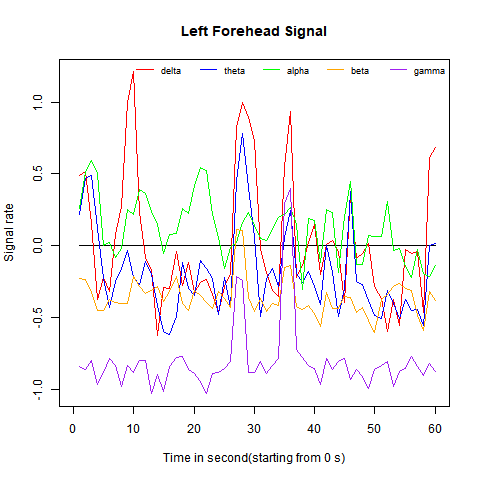 Left Forehead Signal
delta theta alpha beta gamma
Signal rate
1.0
0.5
0.0
-0.5
-1.0
0 10 20 30 40 50 60
Time in second(starting from 0 s)